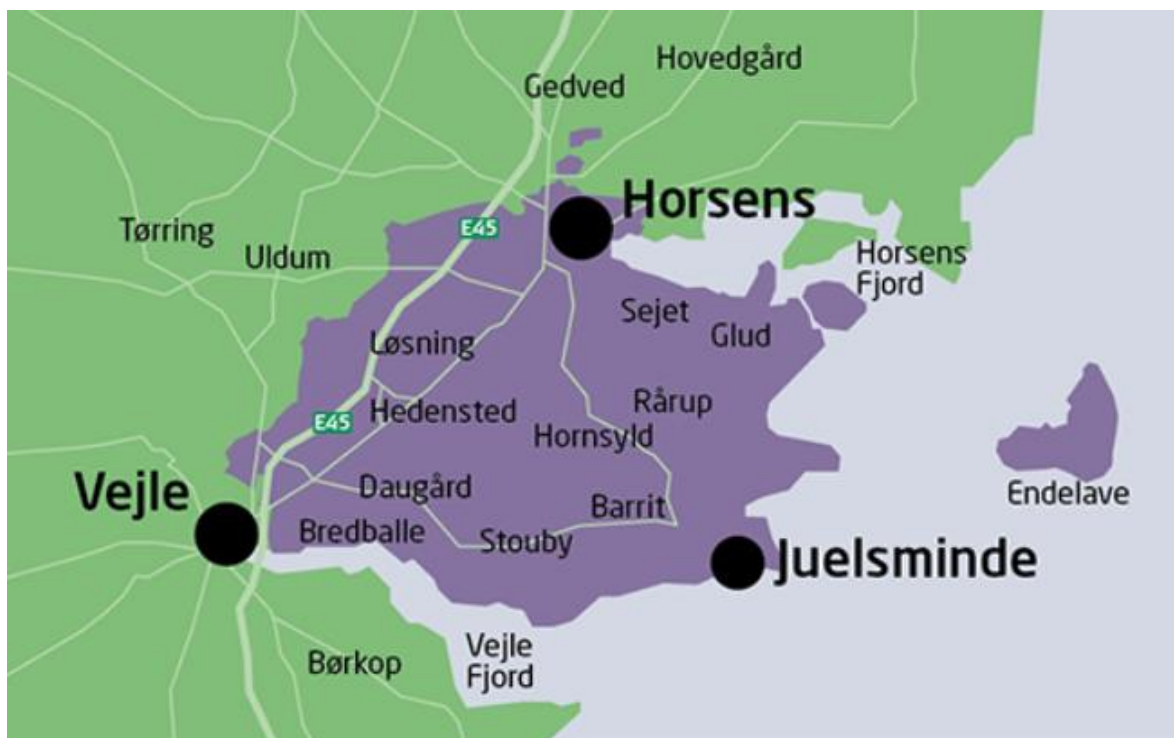 Hovedgård
Gedved
Horsens
Tørring
E45
Uldum
Horsens
Fjord
Sejet
Glud
Løsning
Rårup
Hedensted
E45
Hornsyld
Vejle
Daugård
Endelave
Barrit
Bredballe
Stouby
Juelsminde
Vejle
Fjord
Børkop